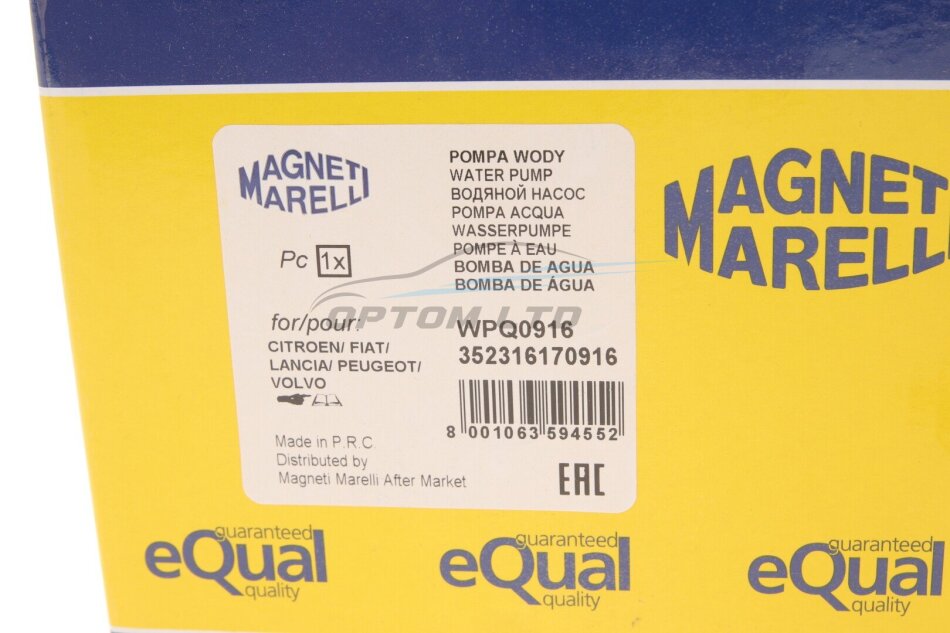 MAGNETI
MARELLI
Pc 1x
for/pour:
CITROEN/ FIAT/
LANCIA/ PEUGEOT/
VOLVO
Made in P.R.C
Distributed by
Magneti Marelli After Market
POMPA WODY
WATER PUMP
ВОДЯНОЙ НАСОС
POMPA ACQUA
WASSERPUMPE
POMPE À EAU
BOMBA DE AGUA
BOMBA DE ÁGUA
OPTOM LTD
WPQ0916
352316170916
8 001063 594552
EAC
MAGNETI
MARELLI
guaranteed
eQual
quality
guaranteed
eQual
quality
guaranteed
eQual
quality